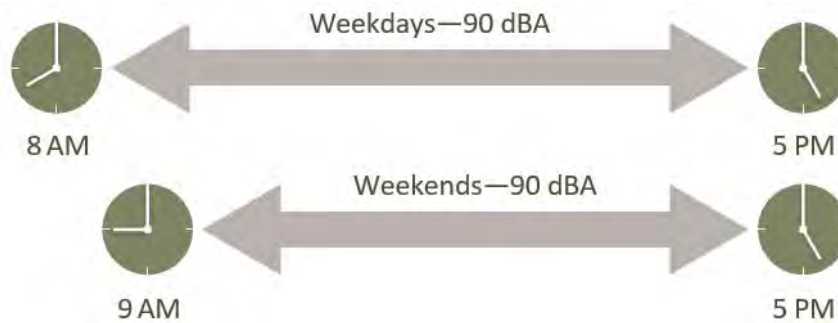 Weekdays—90 dBA
8 AM
5 PM
Weekends—90 dBA
9 AM
5 PM